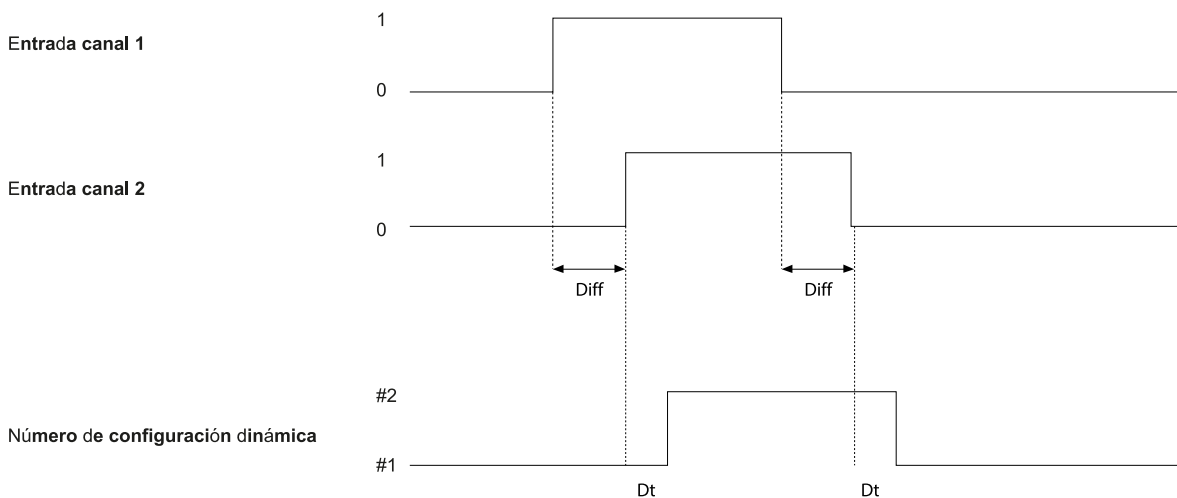 Entrada canal 1
1
0
Entrada canal 2
1
0
Diff
Diff
Número de configuración dinámica
#2
#1
Dt
Dt